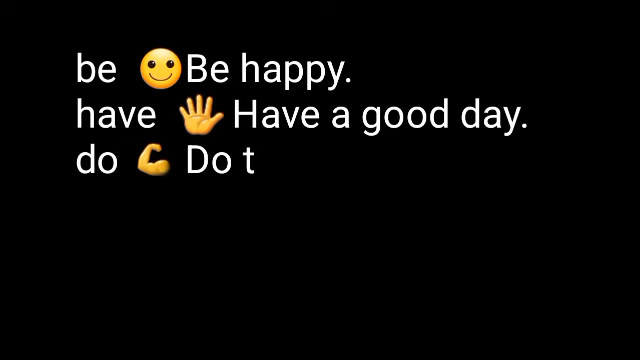 be 🙂Be happy.
have 🖐 Have a good day.
do 💪 Do t